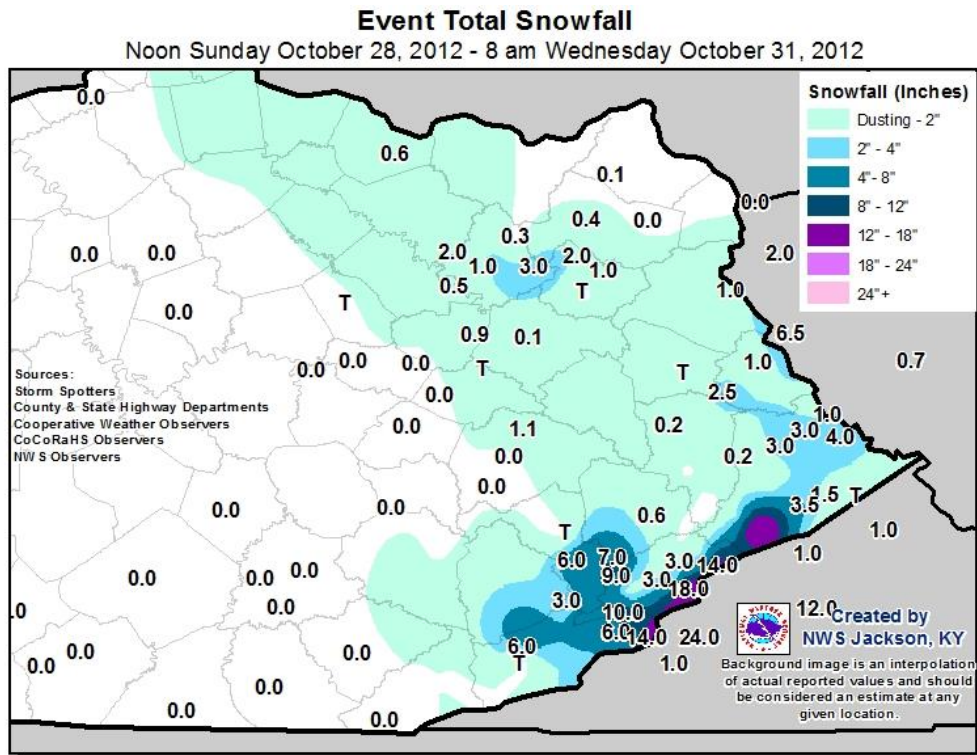 Event Total Snowfall
Noon Sunday October 28, 2012 - 8 am Wednesday October 31, 2012
Snowfall (Inches)
Dusting - 2"
2" - 4"
4"- 8"
8" - 12"
12" - 18"
18" - 24"
24"+
0.0
0.6
0.1
0.0
0.4
0.0
0.3
2.0
2.0
0.0
0.0
1.0
3.0
2.0
1.0
0.5
T
1.0
T
0.0
6.5
0.9
0.1
0.0
0.0
0.0
T
T
1.0
0.7
2.5
0.0
1.0
0.0
1.1
0.2
3.0
4.0
3.0
0.0
0.2
0.0
1.5
T
3.5
0.0
0.0
0.6
T
1.0
1.0
6.0
7.0
3.0
14.0
0.0
0.0
0.0
9.0
3.0
18.0
3.0
0.0
10.0
12.0
6.0
14.0
24.0
6.0
0.0
0.0
0.0
T
1.0
0.0
0.0
0.0
Sources:
Storm Spotters
County & State Highway Departments
Cooperative Weather Observers
CoCoRaHS Observers
NWS Observers
Created by
NWS Jackson, KY
Background image is an interpolation
of actual reported values and should
be considered an estimate at any
given location.